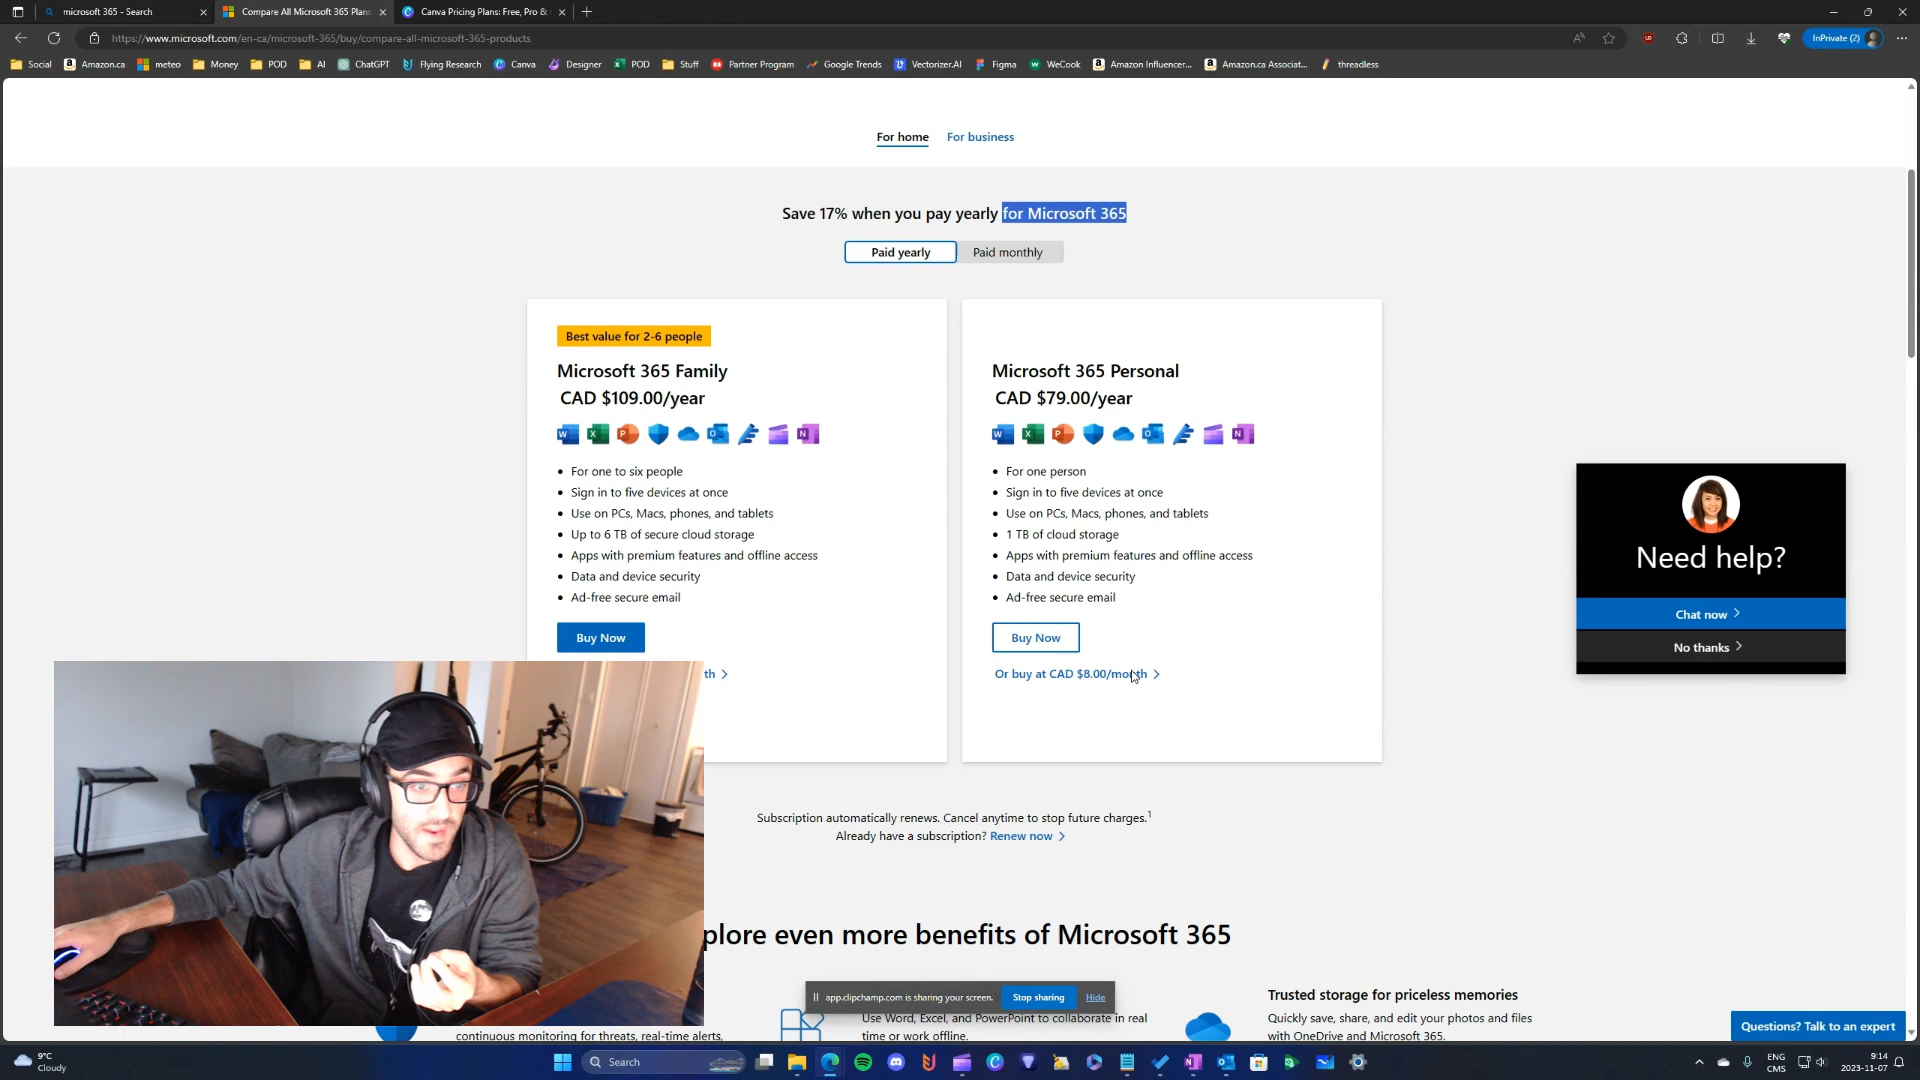 microsoft 365 - Search
Compare All Microsoft 365 Plans
Canva Pricing Plans: Free, Pro &
https://www.microsoft.com/en-ca/microsoft-365/buy/compare-all-microsoft-365-products
InPrivate (2)
Social
Amazon.ca
meteo
Money
POD
AI
ChatGPT
Flying Research
Canva
Designer
POD
Stuff
Partner Program
Google Trends
Vectorizer.AI
Figma
WeCook
Amazon Influencer...
Amazon.ca Associat...
threadless
For home
For business
Save 17% when you pay yearly for Microsoft 365
Paid yearly
Paid monthly
Best value for 2-6 people
Microsoft 365 Family
CAD $109.00/year
• For one to six people
• Sign in to five devices at once
• Use on PCs, Macs, phones, and tablets
• Up to 6 TB of secure cloud storage
• Apps with premium features and offline access
• Data and device security
• Ad-free secure email
Buy Now
th >
Microsoft 365 Personal
CAD $79.00/year
• For one person
• Sign in to five devices at once
• Use on PCs, Macs, phones, and tablets
• 1 TB of cloud storage
• Apps with premium features and offline access
• Data and device security
• Ad-free secure email
Buy Now
Or buy at CAD $8.00/month >
Need help?
Chat now >
No thanks >
Subscription automatically renews. Cancel anytime to stop future charges.1
Already have a subscription? Renew now >
plore even more benefits of Microsoft 365
app.clipchamp.com is sharing your screen.
Stop sharing
Hide
continuous monitoring for threats, real-time alerts,
Use Word, Excel, and PowerPoint to collaborate in real
time or work offline.
Trusted storage for priceless memories
Quickly save, share, and edit your photos and files
with OneDrive and Microsoft 365.
Questions? Talk to an expert
9°C
Cloudy
Search
ENG
CMS
9:14
2023-11-07